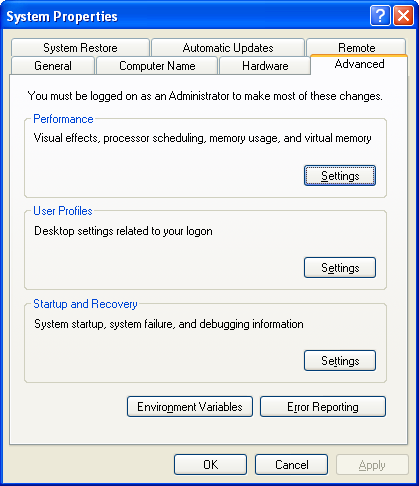 System Properties
System Restore Automatic Updates Remote
General Computer Name Hardware Advanced
You must be logged on as an Administrator to make most of these changes.
Performance
Visual effects, processor scheduling, memory usage, and virtual memory
Settings
User Profiles
Desktop settings related to your logon
Settings
Startup and Recovery
System startup, system failure, and debugging information
Settings
Environment Variables Error Reporting
OK Cancel Apply